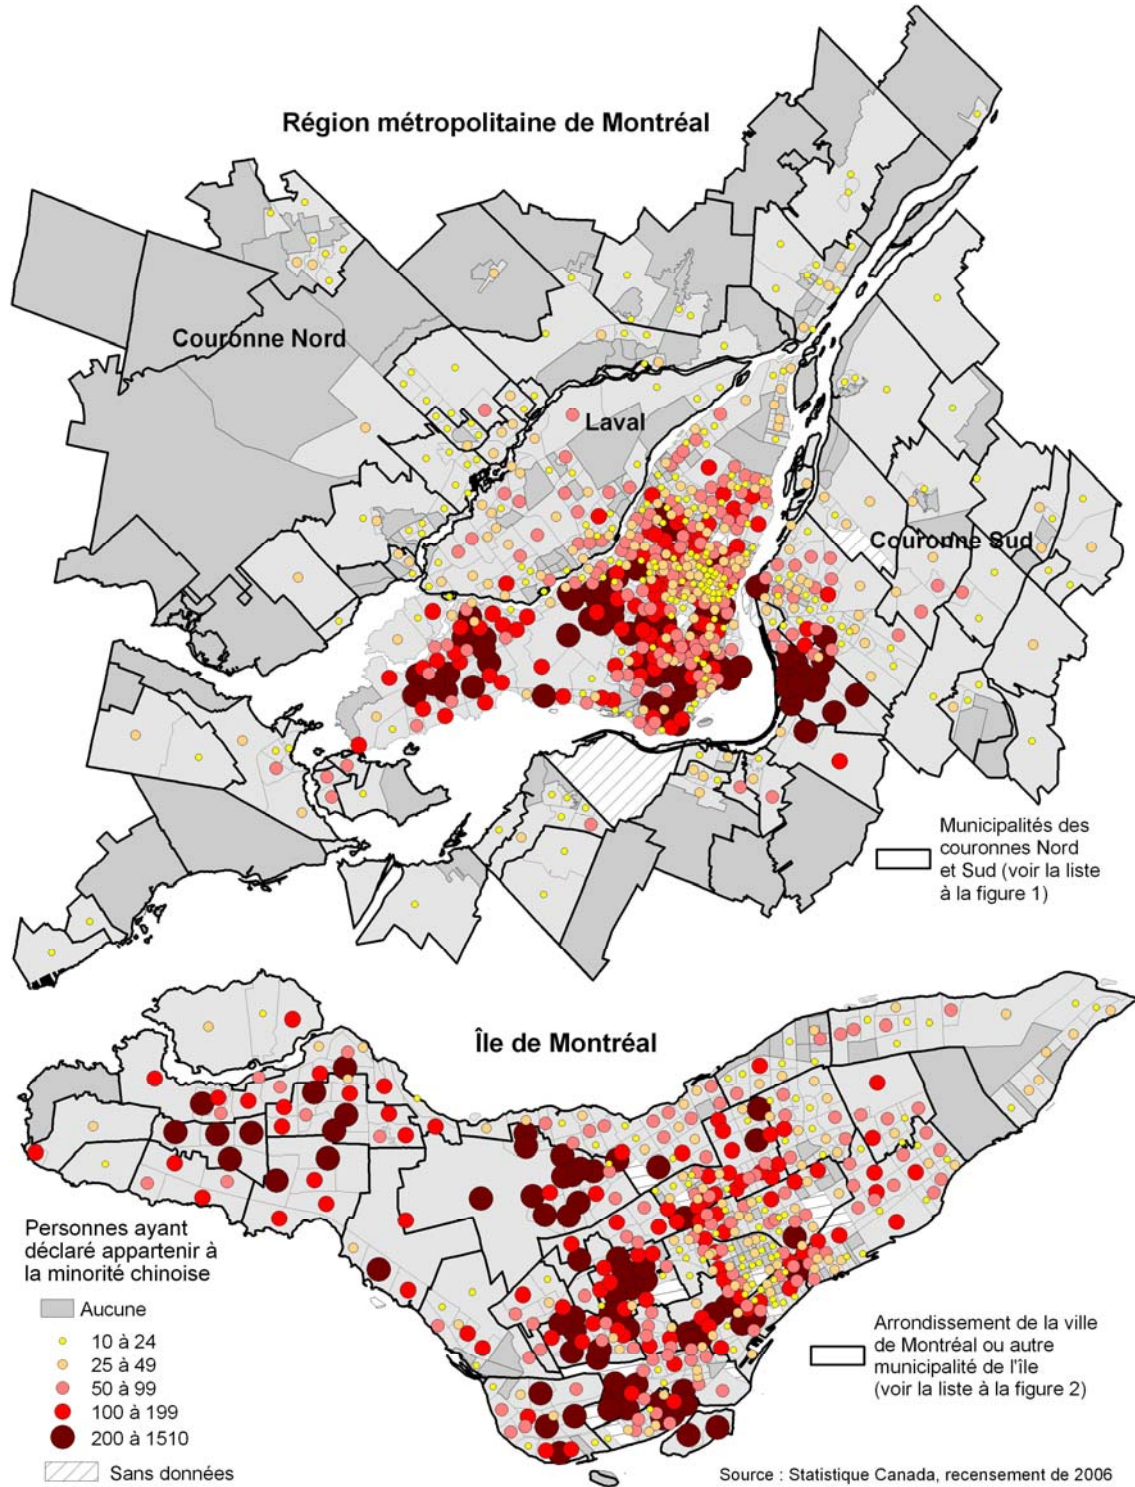 Région métropolitaine de Montréal
Couronne Nord
Laval
Couronne Sud
Municipalités des
couronnes Nord
et Sud (voir la liste
à la figure 1)
Île de Montréal
Personnes ayant
déclaré appartenir à
la minorité chinoise
Aucune
10 à 24
25 à 49
50 à 99
100 à 199
200 à 1510
Sans données
Arrondissement de la ville
de Montréal ou autre
municipalité de l'île
(voir la liste à la figure 2)
Source : Statistique Canada, recensement de 2006